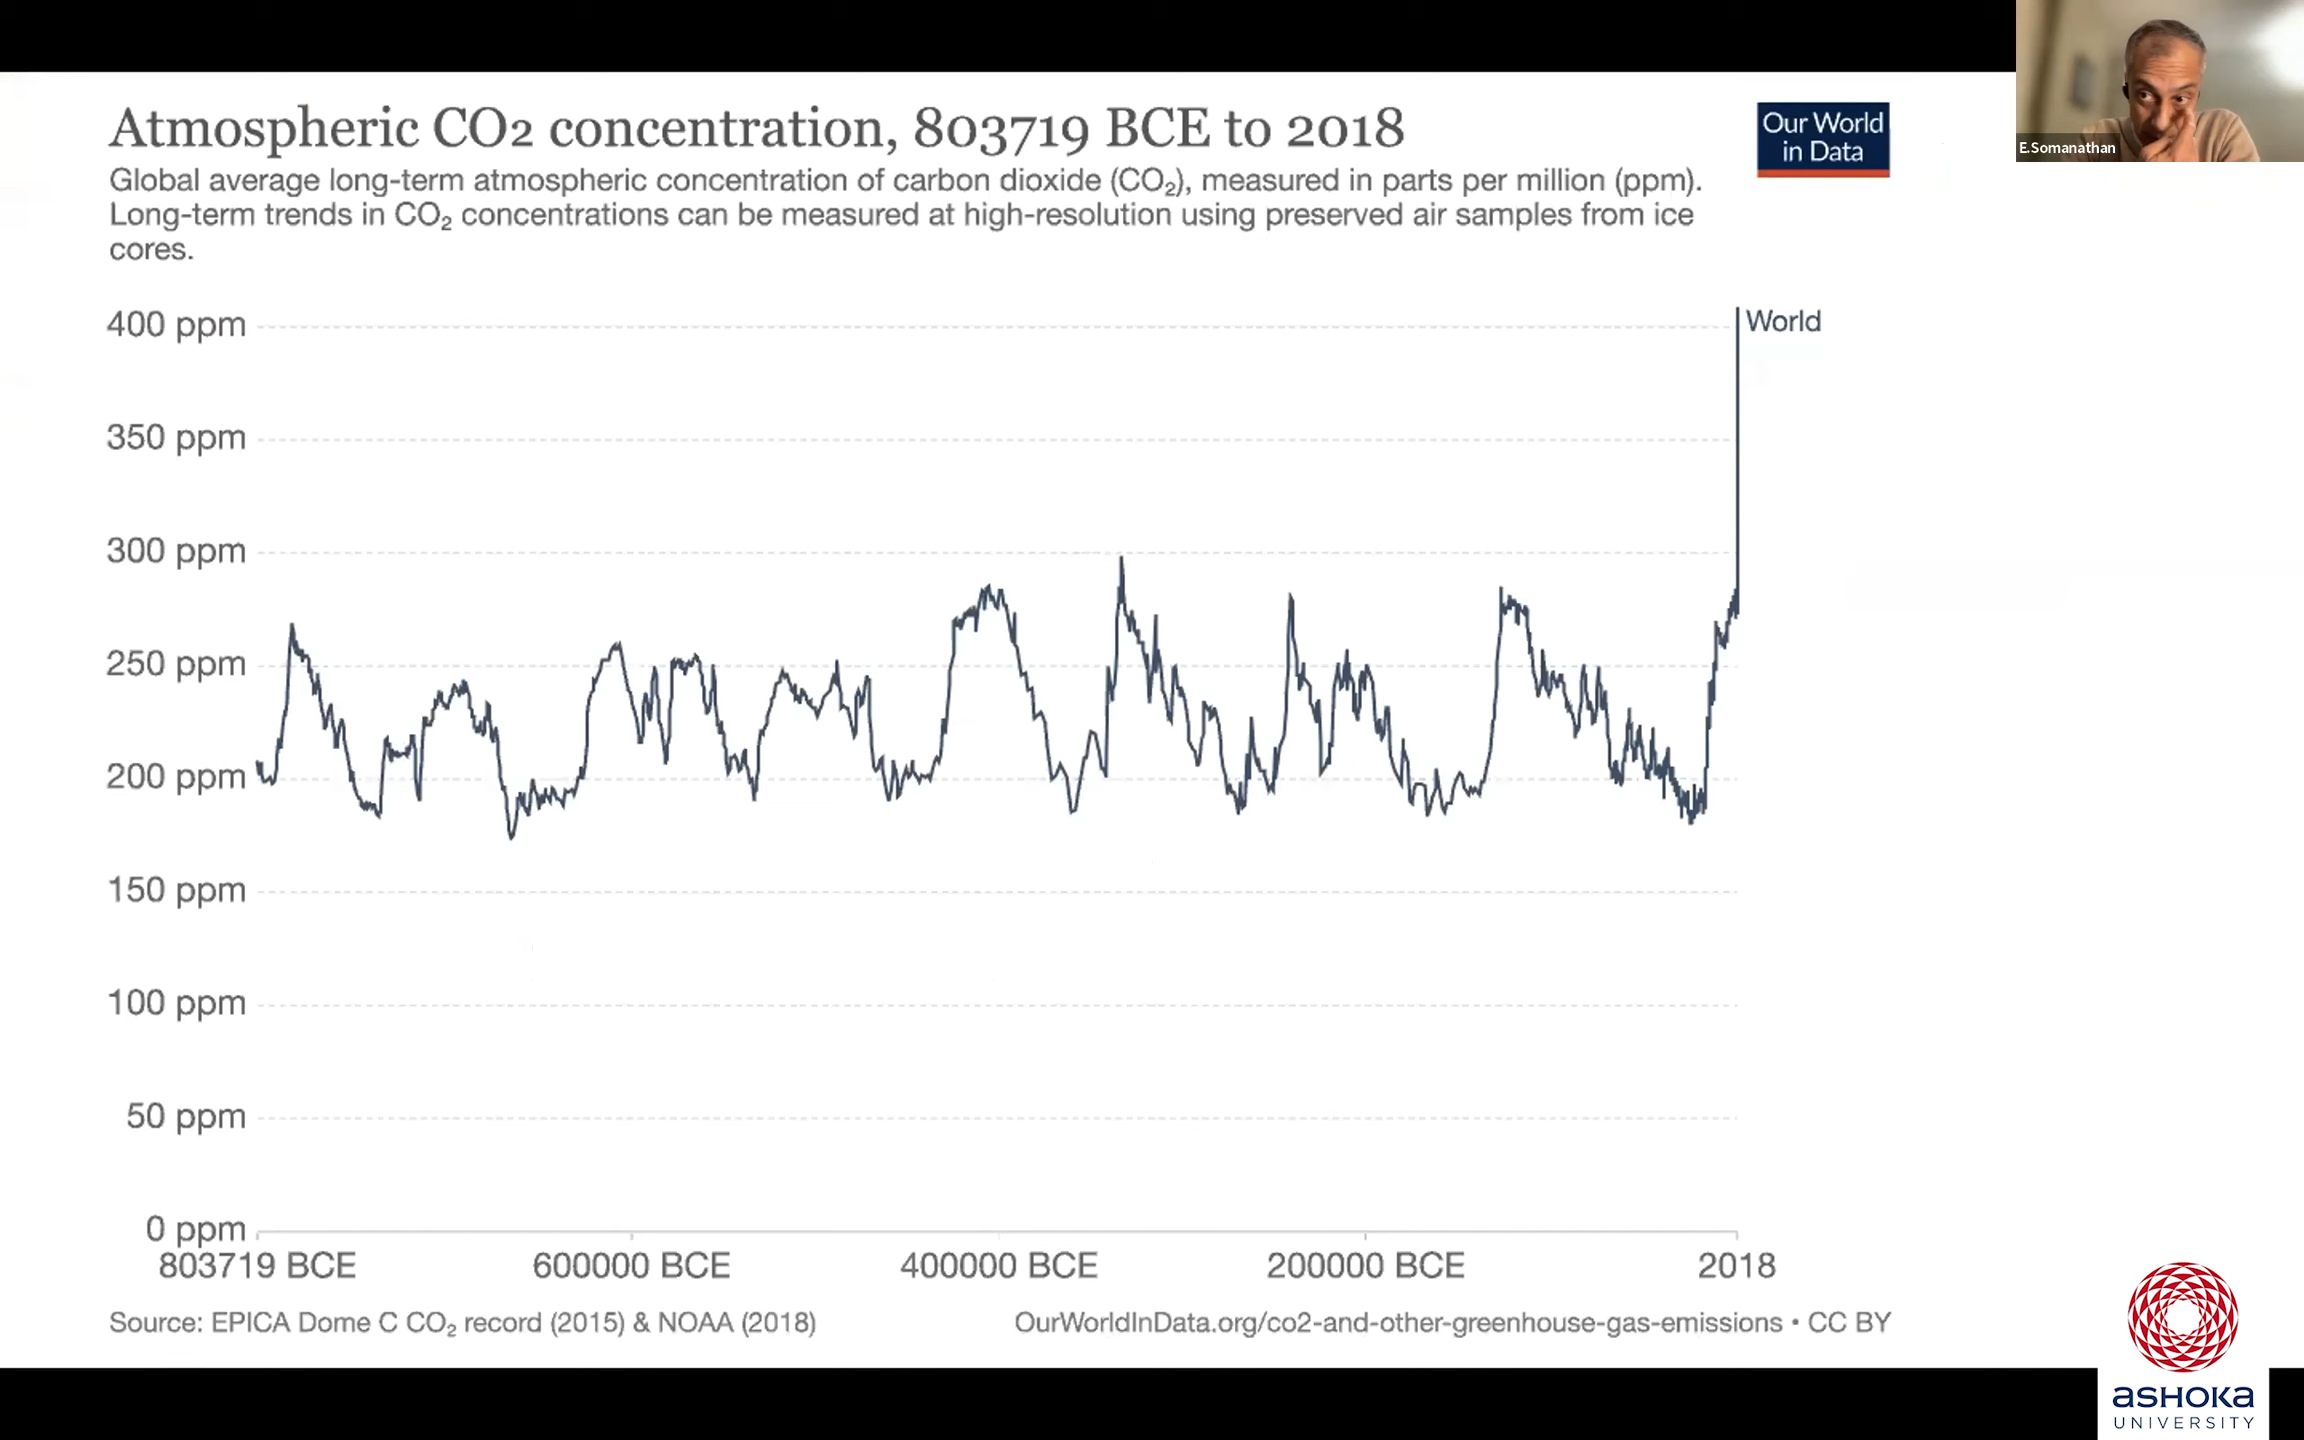 Atmospheric CO2 concentration, 803719 BCE to 2018
Global average long-term atmospheric concentration of carbon dioxide (CO₂), measured in parts per million (ppm).
Long-term trends in CO₂ concentrations can be measured at high-resolution using preserved air samples from ice
cores.
Our World
in Data
E.Somanathan
400 ppm
World
350 ppm
300 ppm
250 ppm
200 ppm
150 ppm
100 ppm
50 ppm
0 ppm
803719 BCE 600000 BCE 400000 BCE 200000 BCE 2018
Source: EPICA Dome C CO₂ record (2015) & NOAA (2018) OurWorldInData.org/co2-and-other-greenhouse-gas-emissions • CC BY
ASHOKA
UNIVERSITY